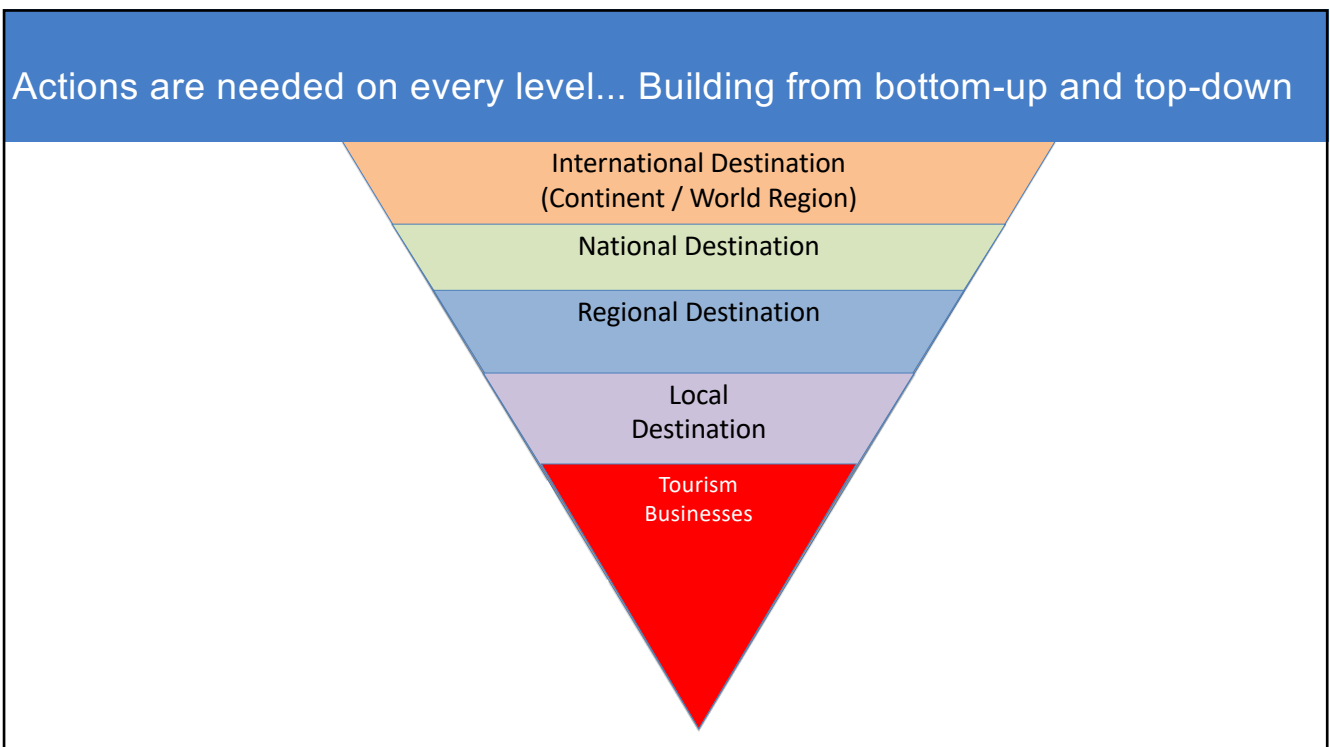 Actions are needed on every level... Building from bottom-up and top-down
International Destination
(Continent / World Region)
National Destination
Regional Destination
Local
Destination
Tourism
Businesses